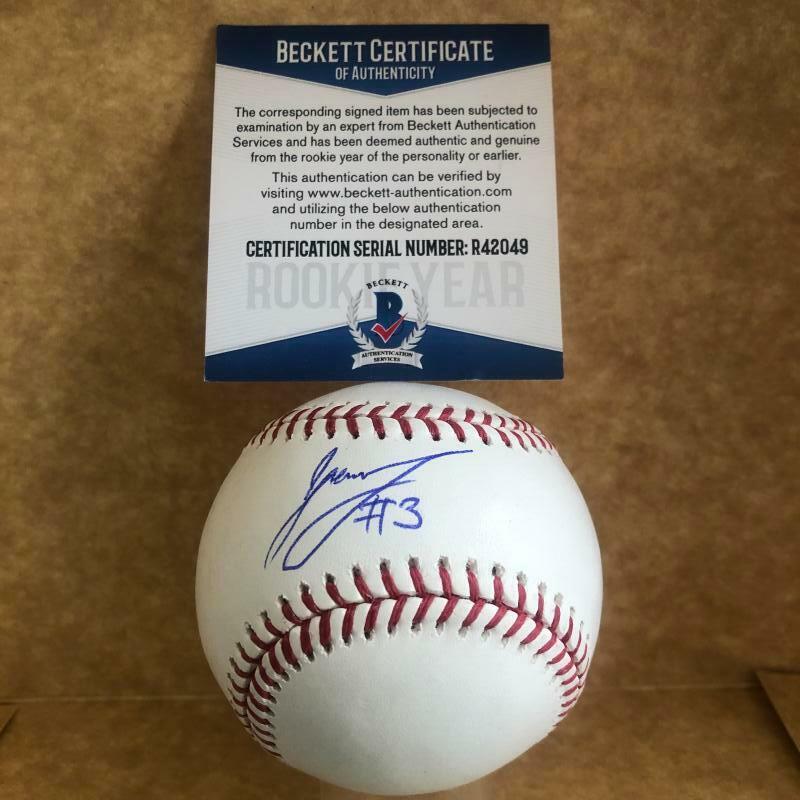 BECKETT CERTIFICATE
OF AUTHENTICITY
The corresponding signed item has been subjected to
examination by an expert from Beckett Authentication
Services and has been deemed authentic and genuine
from the rookie year of the personality or earlier.
This authentication can be verified by
visiting www.beckett-authentication.com
and utilizing the below authentication
number in the designated area.
CERTIFICATION SERIAL NUMBER: R42049
ROOKIE YEAR
BECKETT
B
AUTHENTICATION
SERVICES
#3